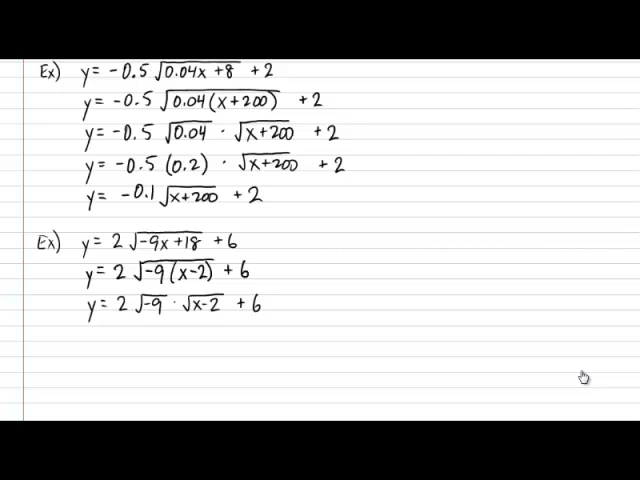 Ex) y = -0.5 √(0.04x + 8) + 2
y = -0.5 √(0.04(x+200)) + 2
y = -0.5 √(0.04) · √(x+200) + 2
y = -0.5 (0.2) · √(x+200) + 2
y = -0.1 √(x+200) + 2
Ex) y = 2 √(-9x+18) + 6
y = 2 √(-9(x-2)) + 6
y = 2 √(-9) · √(x-2) + 6